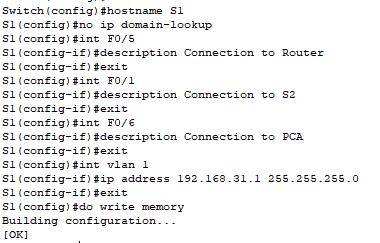 Switch(config)#hostname S1
S1(config)#no ip domain-lookup
S1(config)#int F0/5
S1(config-if)#description Connection to Router
S1(config-if)#exit
S1(config)#int F0/1
S1(config-if)#description Connection to S2
S1(config-if)#exit
S1(config)#int F0/6
S1(config-if)#description Connection to PCA
S1(config-if)#exit
S1(config)#int vlan 1
S1(config-if)#ip address 192.168.31.1 255.255.255.0
S1(config-if)#exit
S1(config)#do write memory
Building configuration...
[OK]